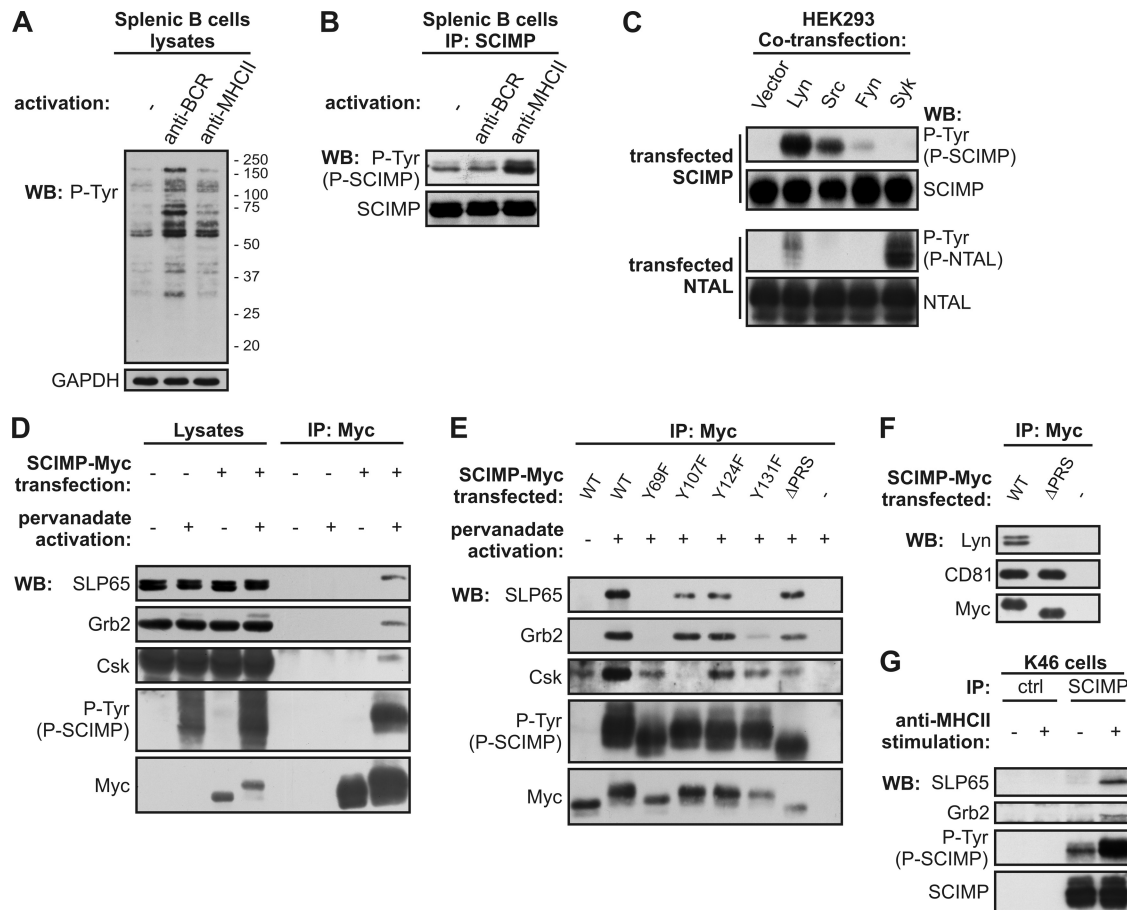 A
Splenic B cells
lysates
activation:
-
anti-BCR
anti-MHCII
WB: P-Tyr
- 250
- 150
- 100
- 75
- 50
- 37
- 25
- 20
GAPDH
B
Splenic B cells
IP: SCIMP
activation:
-
anti-BCR
anti-MHCII
WB: P-Tyr
(P-SCIMP)
SCIMP
C
HEK293
Co-transfection:
Vector
Lyn
Src
Fyn
Syk
WB:
transfected
SCIMP
P-Tyr
(P-SCIMP)
SCIMP
transfected
NTAL
P-Tyr
(P-NTAL)
NTAL
D
Lysates IP: Myc
SCIMP-Myc
transfection:
- - + + - - + +
pervanadate
activation:
- + - + - + - +
WB: SLP65
Grb2
Csk
P-Tyr
(P-SCIMP)
Myc
E
IP: Myc
SCIMP-Myc
transfected:
WT WT Y69F Y107F Y124F Y131F ΔPRS -
pervanadate
activation:
- + + + + + + +
WB: SLP65
Grb2
Csk
P-Tyr
(P-SCIMP)
Myc
F
IP: Myc
SCIMP-Myc
transfected:
WT ΔPRS -
WB: Lyn
CD81
Myc
G
K46 cells
IP: ctrl SCIMP
anti-MHCII
stimulation:
- + - +
WB: SLP65
Grb2
P-Tyr
(P-SCIMP)
SCIMP